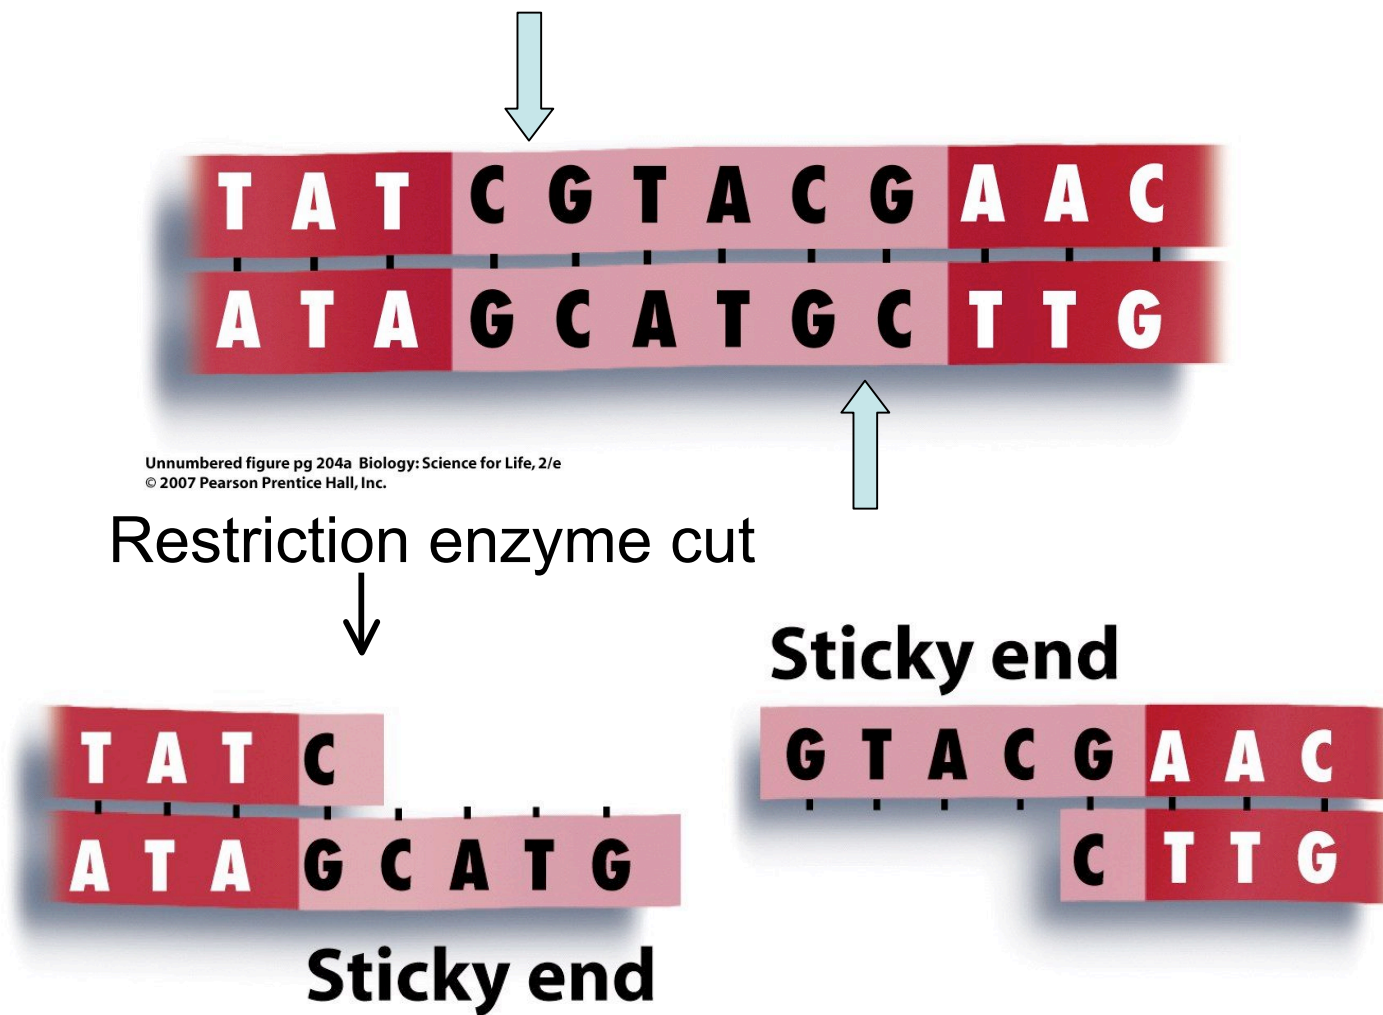 T A T C G T A C G A A C
A T A G C A T G C T T G
Unnumbered figure pg 204a Biology: Science for Life, 2/e
© 2007 Pearson Prentice Hall, Inc.
Restriction enzyme cut
Sticky end
T A T C
G T A C G A A C
A T A G C A T G
C T T G
Sticky end